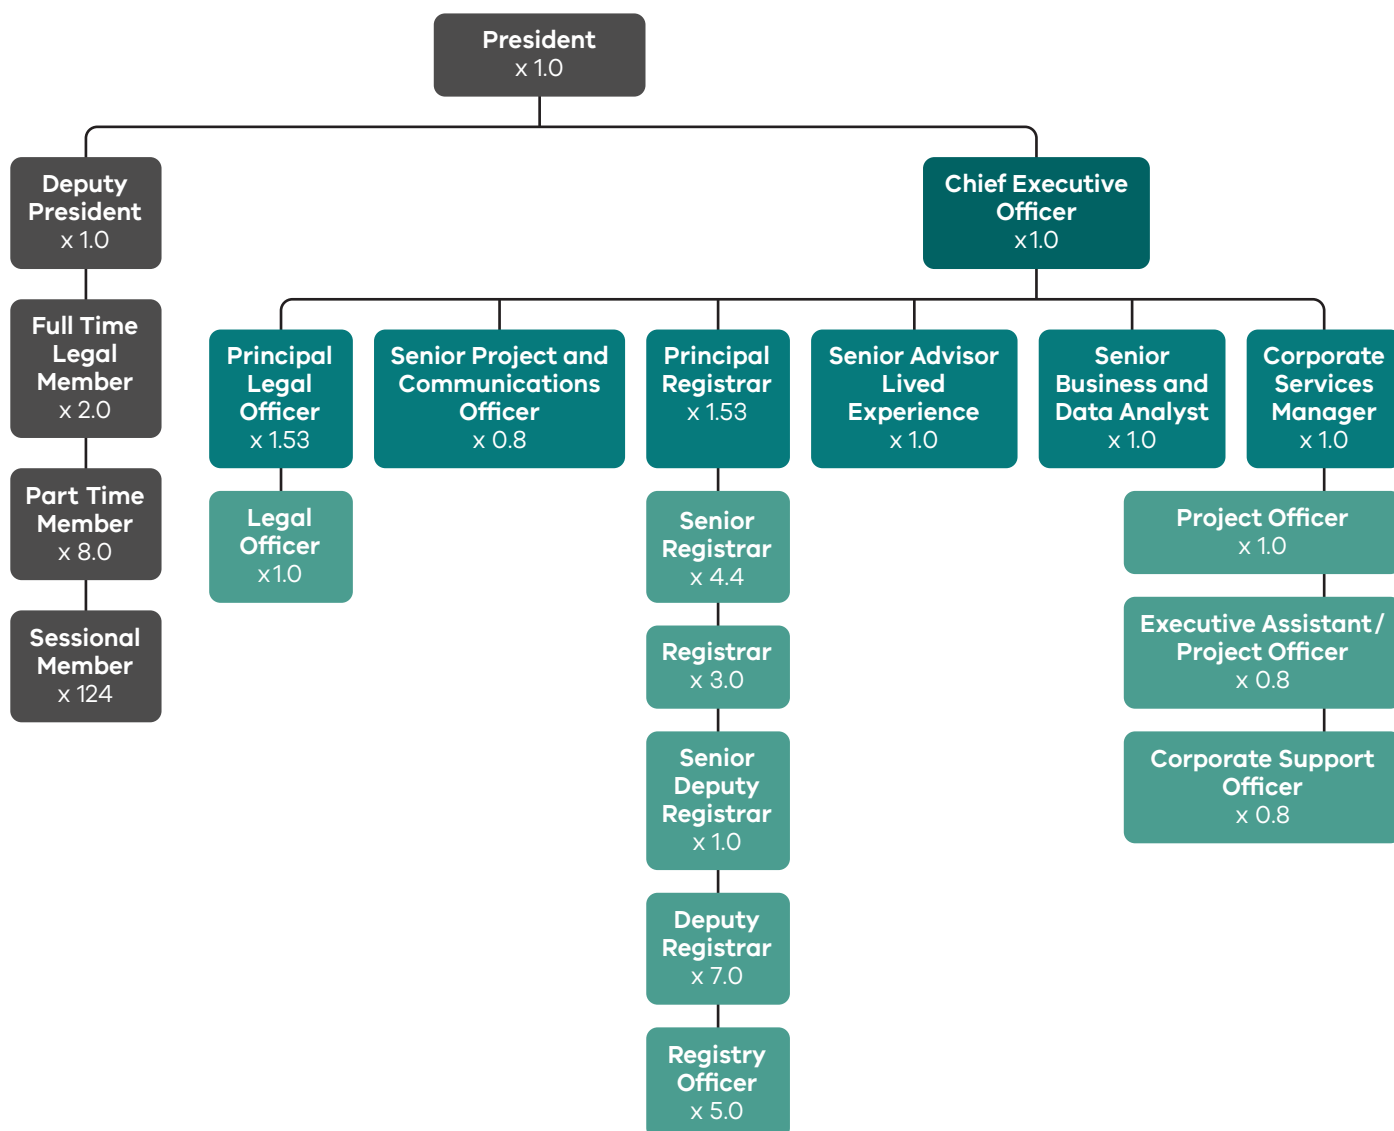 President
x 1.0
Deputy
President
x 1.0
Chief Executive
Officer
x 1.0
Full Time
Legal
Member
x 2.0
Part Time
Member
x 8.0
Sessional
Member
x 124
Principal
Legal
Officer
x 1.53
Legal
Officer
x 1.0
Senior Project and
Communications
Officer
x 0.8
Principal
Registrar
x 1.53
Senior
Registrar
x 4.4
Registrar
x 3.0
Senior
Deputy
Registrar
x 1.0
Deputy
Registrar
x 7.0
Registry
Officer
x 5.0
Senior Advisor
Lived
Experience
x 1.0
Senior
Business and
Data Analyst
x 1.0
Corporate
Services
Manager
x 1.0
Project Officer
x 1.0
Executive Assistant/
Project Officer
x 0.8
Corporate Support
Officer
x 0.8